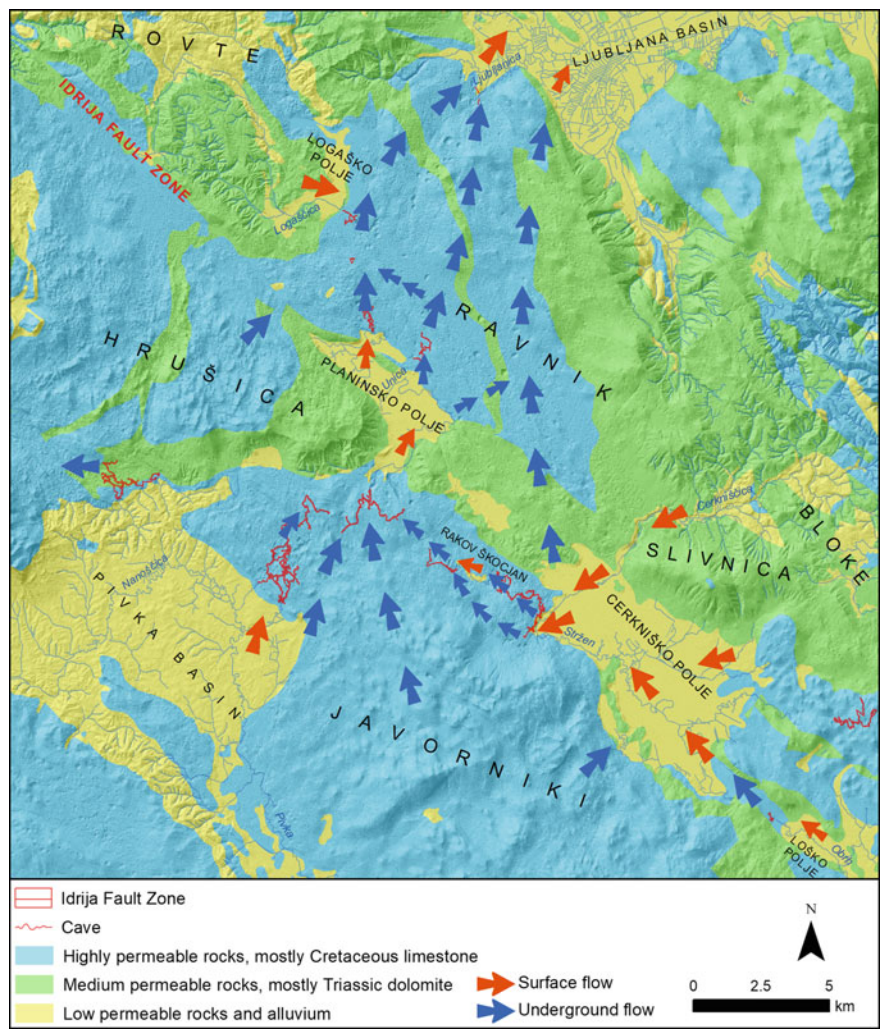 ROVTE
Ljubljanica
LJUBLJANA BASIN
IDRIJA FAULT ZONE
LOGAŠKO
POLJE
Logaščica
HRUŠICA
RAVNIK
PLANINSKO POLJE
Unica
Cerkniščica
BLOKE
SLIVNICA
RAKOV ŠKOCJAN
Nanoščica
PIVKA
BASIN
CERKNIŠKO POLJE
Stržen
JAVORNIKI
Pivka
LOŠKO
POLJE
Obrh
Idrija Fault Zone
Cave
Highly permeable rocks, mostly Cretaceous limestone
Medium permeable rocks, mostly Triassic dolomite
Low permeable rocks and alluvium
Surface flow
Underground flow
N
0 2.5 5
km